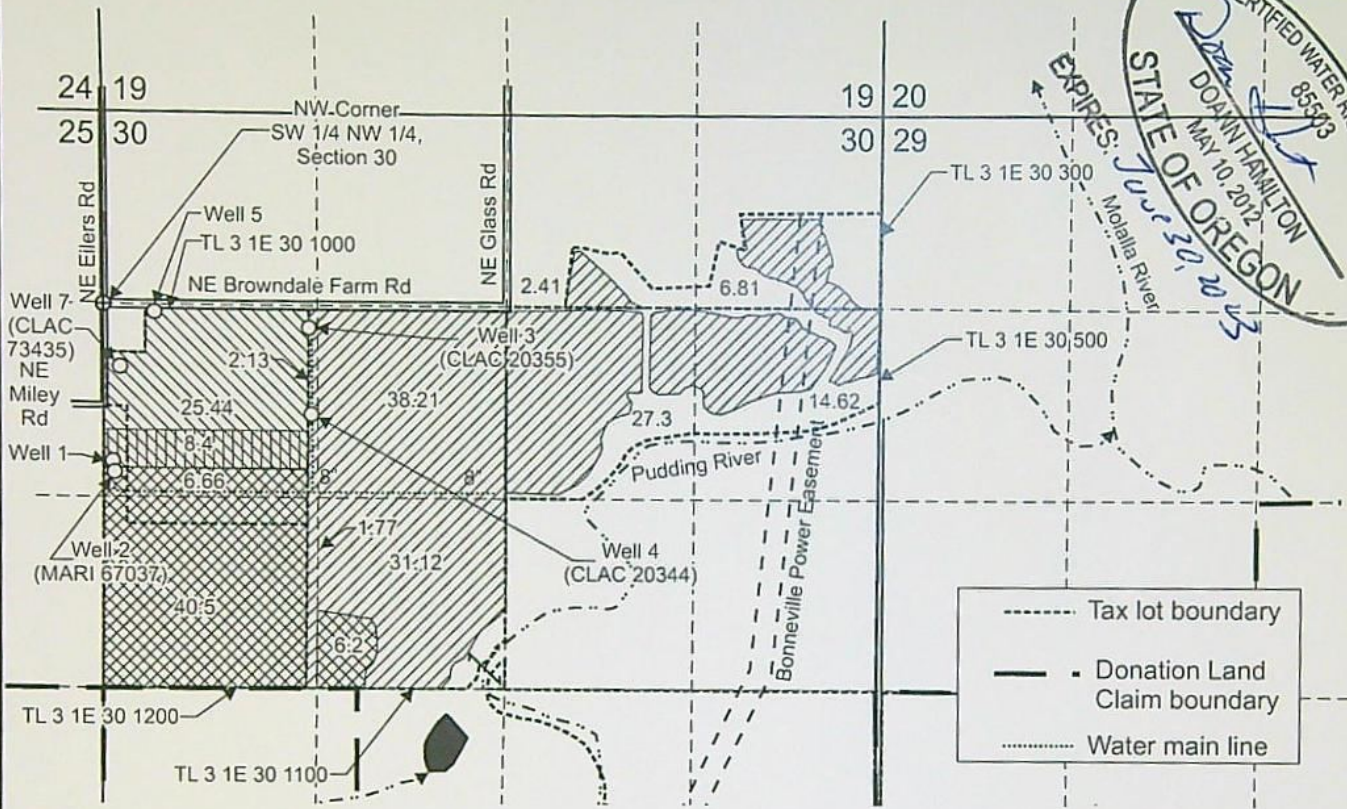 24 19
25 30
19 20
30 29
NW Corner
SW 1/4 NW 1/4,
Section 30
NE Eilers Rd
Well 5
TL 3 1E 30 1000
NE Browndale Farm Rd
NE Glass Rd
TL 3 1E 30 300
Molalla River
ERTIFIED WATER
85503
Doann
DOANN HAMILTON
MAY 10, 2012
STATE OF OREGON
EXPIRES: June 30, 2023
Well 7
(CLAC
73435)
NE
Miley
Rd
Well 1
Well 2
(MARI 67037)
2.41
6.81
Well 3
(CLAC 20355)
TL 3 1E 30 500
2.13
38.21
25.44
27.3
14.62
8.4
6.66
8"
8"
Pudding River
Bonneville Power Easement
1.77
31.12
Well 4
(CLAC 20344)
40.5
6.2
TL 3 1E 30 1200
TL 3 1E 30 1100
Tax lot boundary
Donation Land
Claim boundary
Water main line